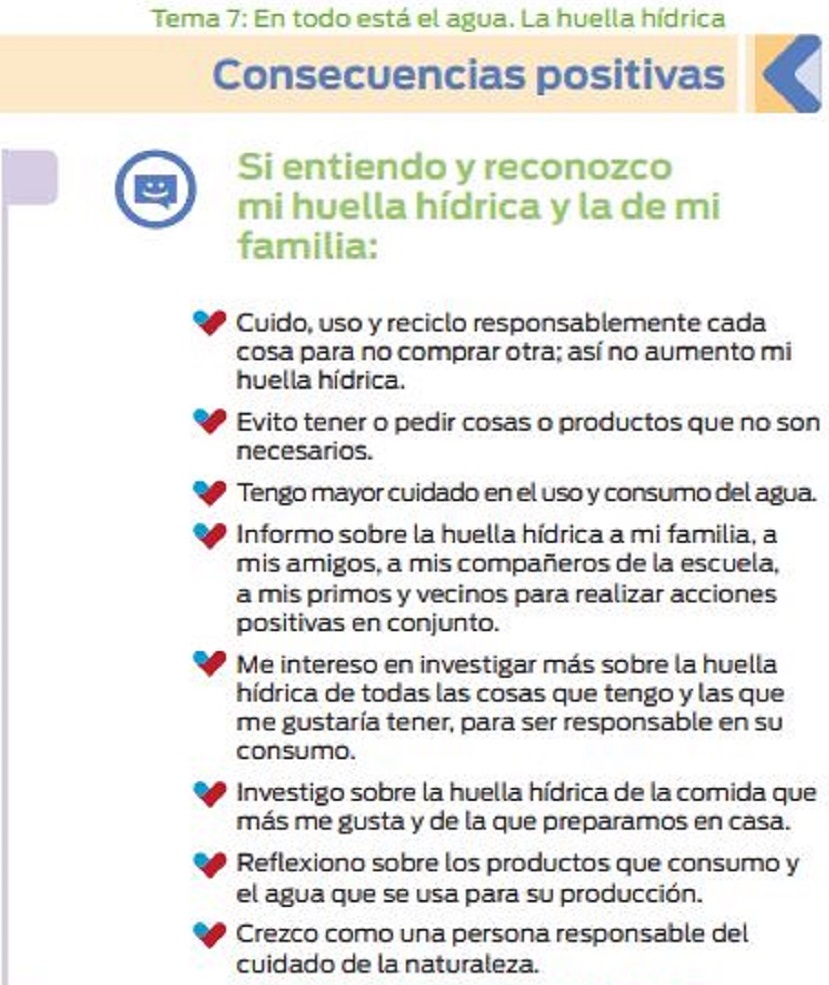 Tema 7: En todo está el agua. La huella hídrica
Consecuencias positivas
Si entiendo y reconozco
mi huella hídrica y la de mi
familia:
Cuido, uso y reciclo responsablemente cada
cosa para no comprar otra; así no aumento mi
huella hídrica.
Evito tener o pedir cosas o productos que no son
necesarios.
Tengo mayor cuidado en el uso y consumo del agua.
Informo sobre la huella hídrica a mi familia, a
mis amigos, a mis compañeros de la escuela,
a mis primos y vecinos para realizar acciones
positivas en conjunto.
Me intereso en investigar más sobre la huella
hídrica de todas las cosas que tengo y las que
me gustaría tener, para ser responsable en su
consumo.
Investigo sobre la huella hídrica de la comida que
más me gusta y de la que preparamos en casa.
Reflexiono sobre los productos que consumo y
el agua que se usa para su producción.
Crezco como una persona responsable del
cuidado de la naturaleza.